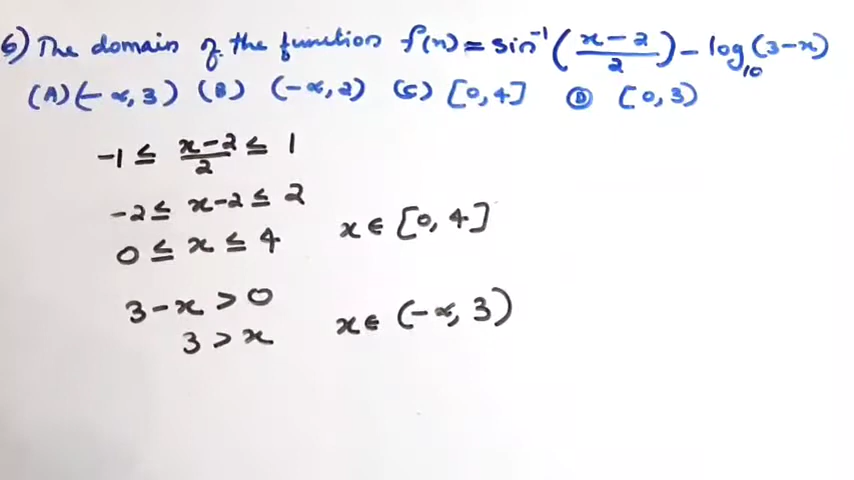 6) The domain of the function f(x) = sin⁻¹ (x-2/2) - log₁₀ (3-x)
(A) (-∞, 3) (B) (-∞, 2) (C) [0, 4] (D) [0, 3)
-1 ≤ x-2/2 ≤ 1
-2 ≤ x-2 ≤ 2
0 ≤ x ≤ 4 x ∈ [0, 4]
3-x > 0
3 > x x ∈ (-∞, 3)